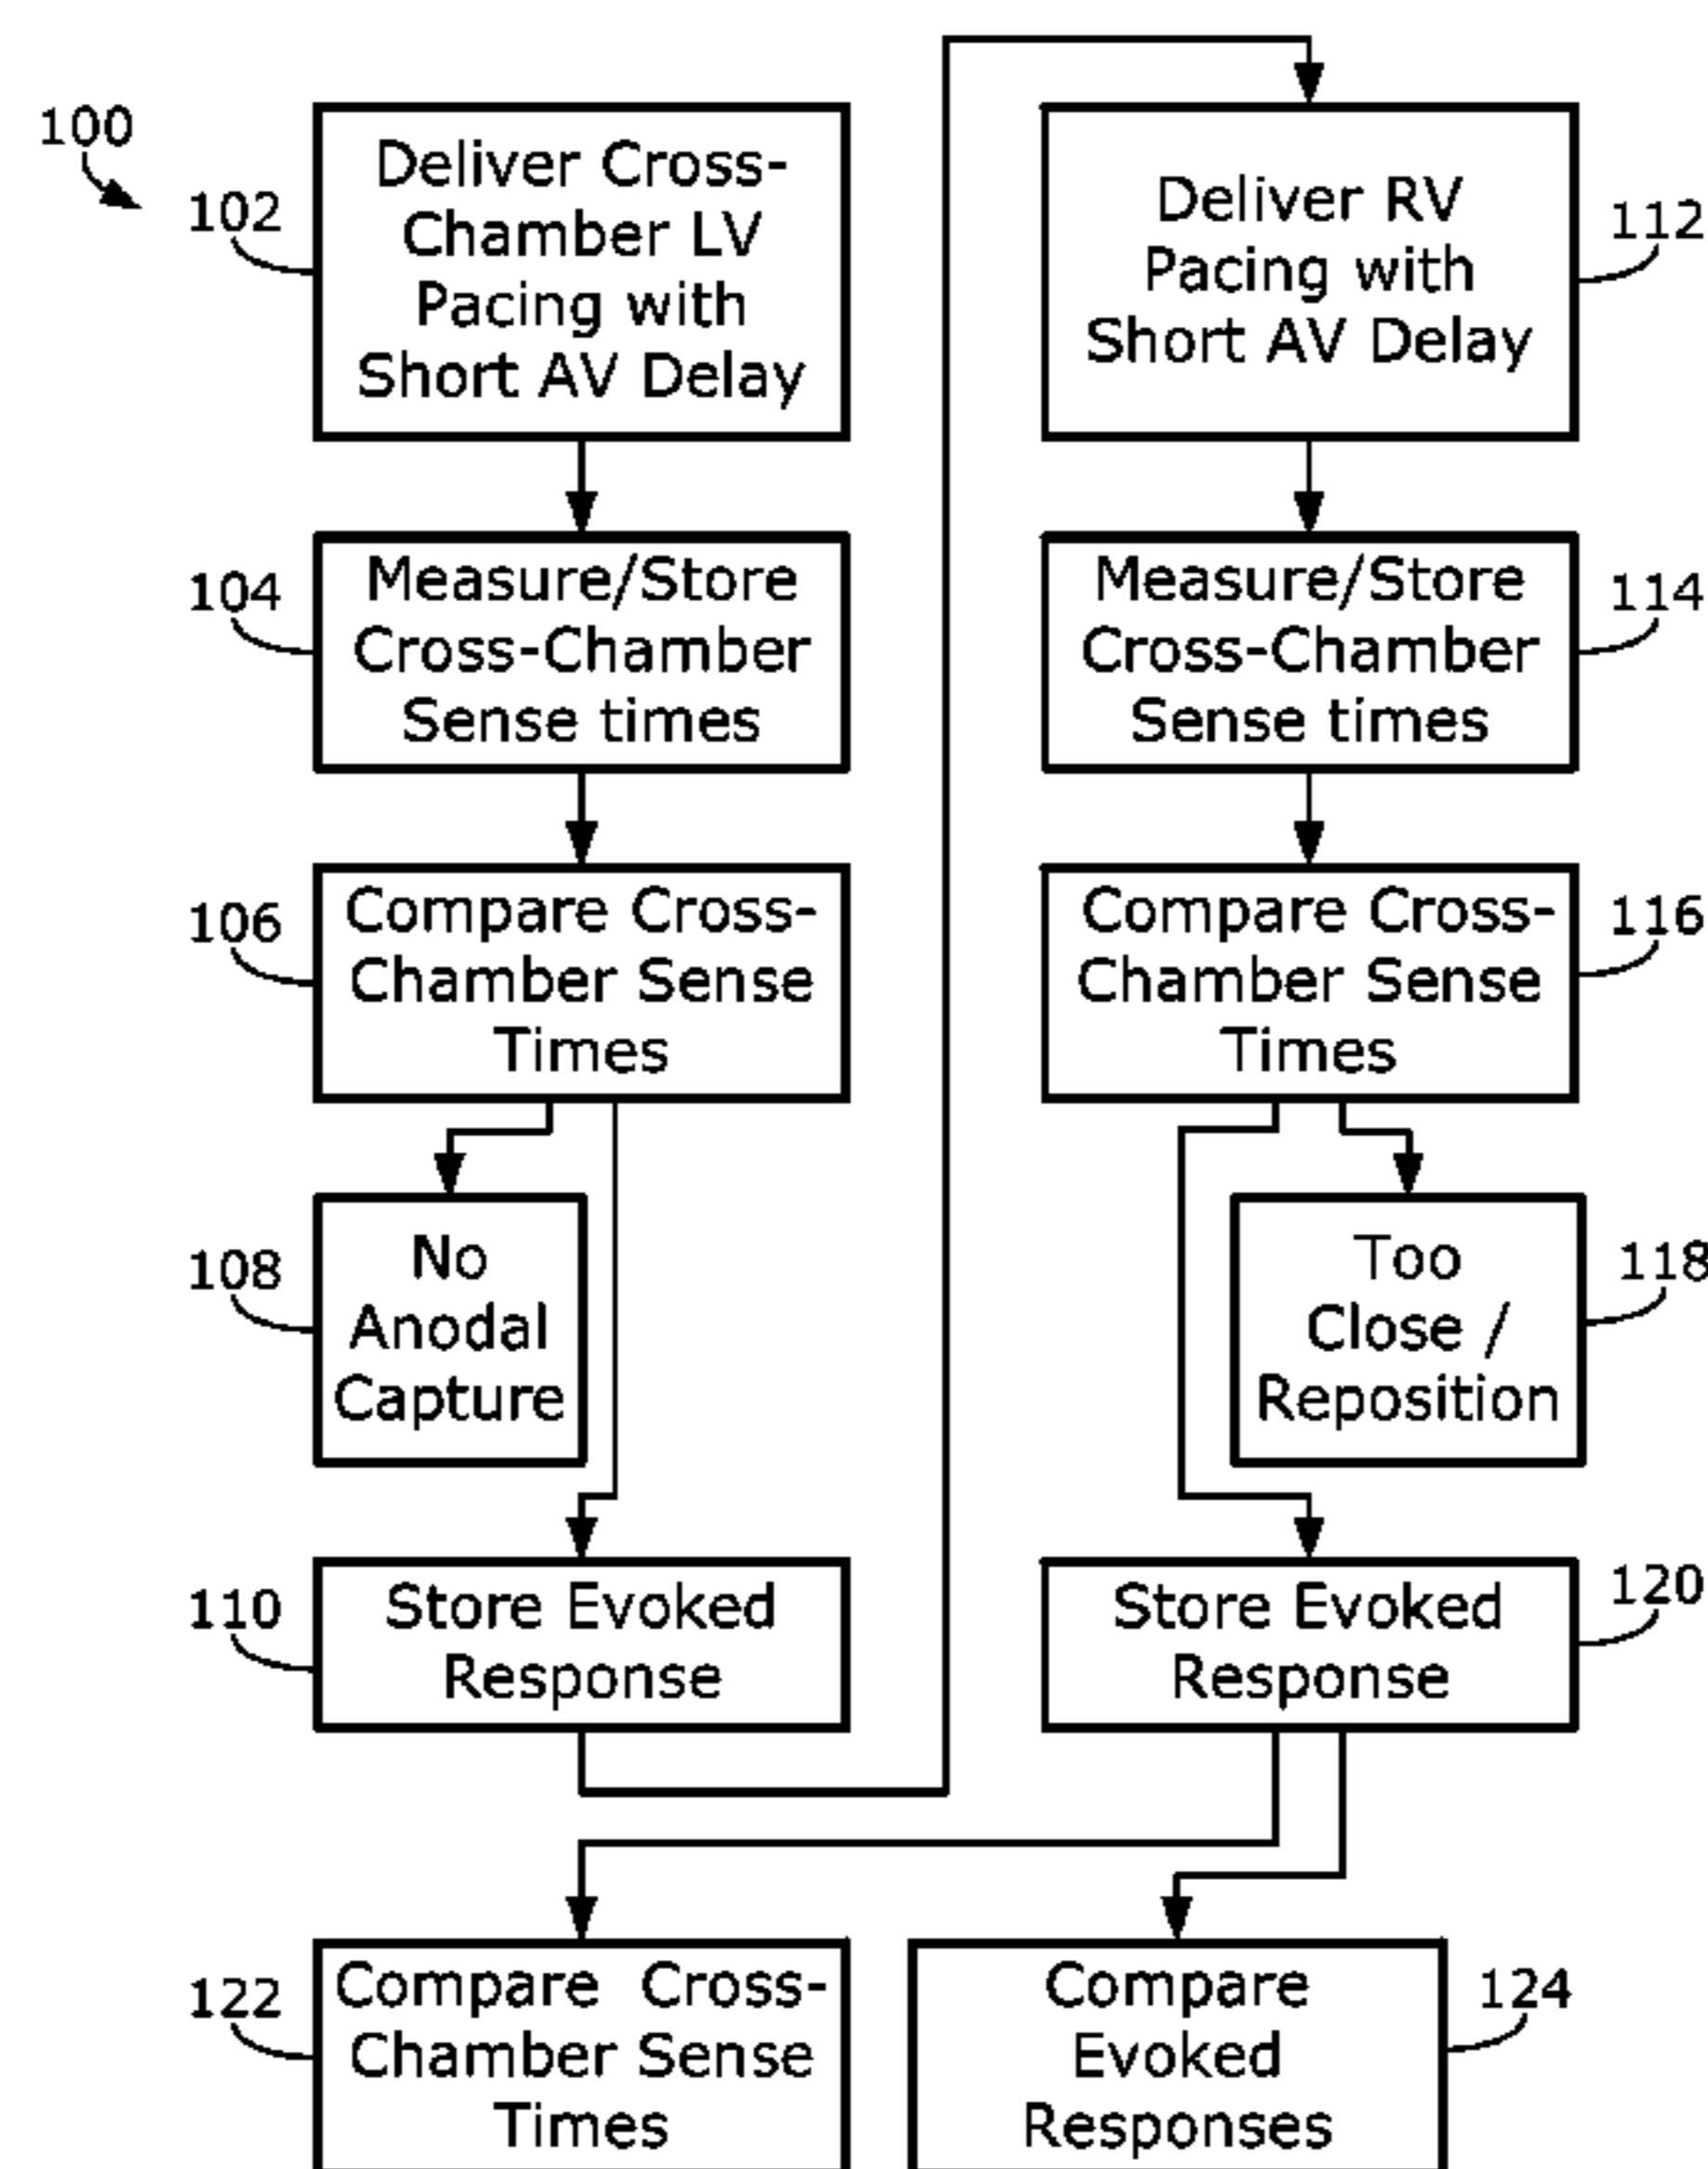 100
102
Deliver Cross-
Chamber LV
Pacing with
Short AV Delay
104
Measure/Store
Cross-Chamber
Sense times
106
Compare Cross-
Chamber Sense
Times
108
No
Anodal
Capture
110
Store Evoked
Response
112
Deliver RV
Pacing with
Short AV Delay
114
Measure/Store
Cross-Chamber
Sense times
116
Compare Cross-
Chamber Sense
Times
118
Too
Close /
Reposition
120
Store Evoked
Response
122
Compare Cross-
Chamber Sense
Times
124
Compare
Evoked
Responses